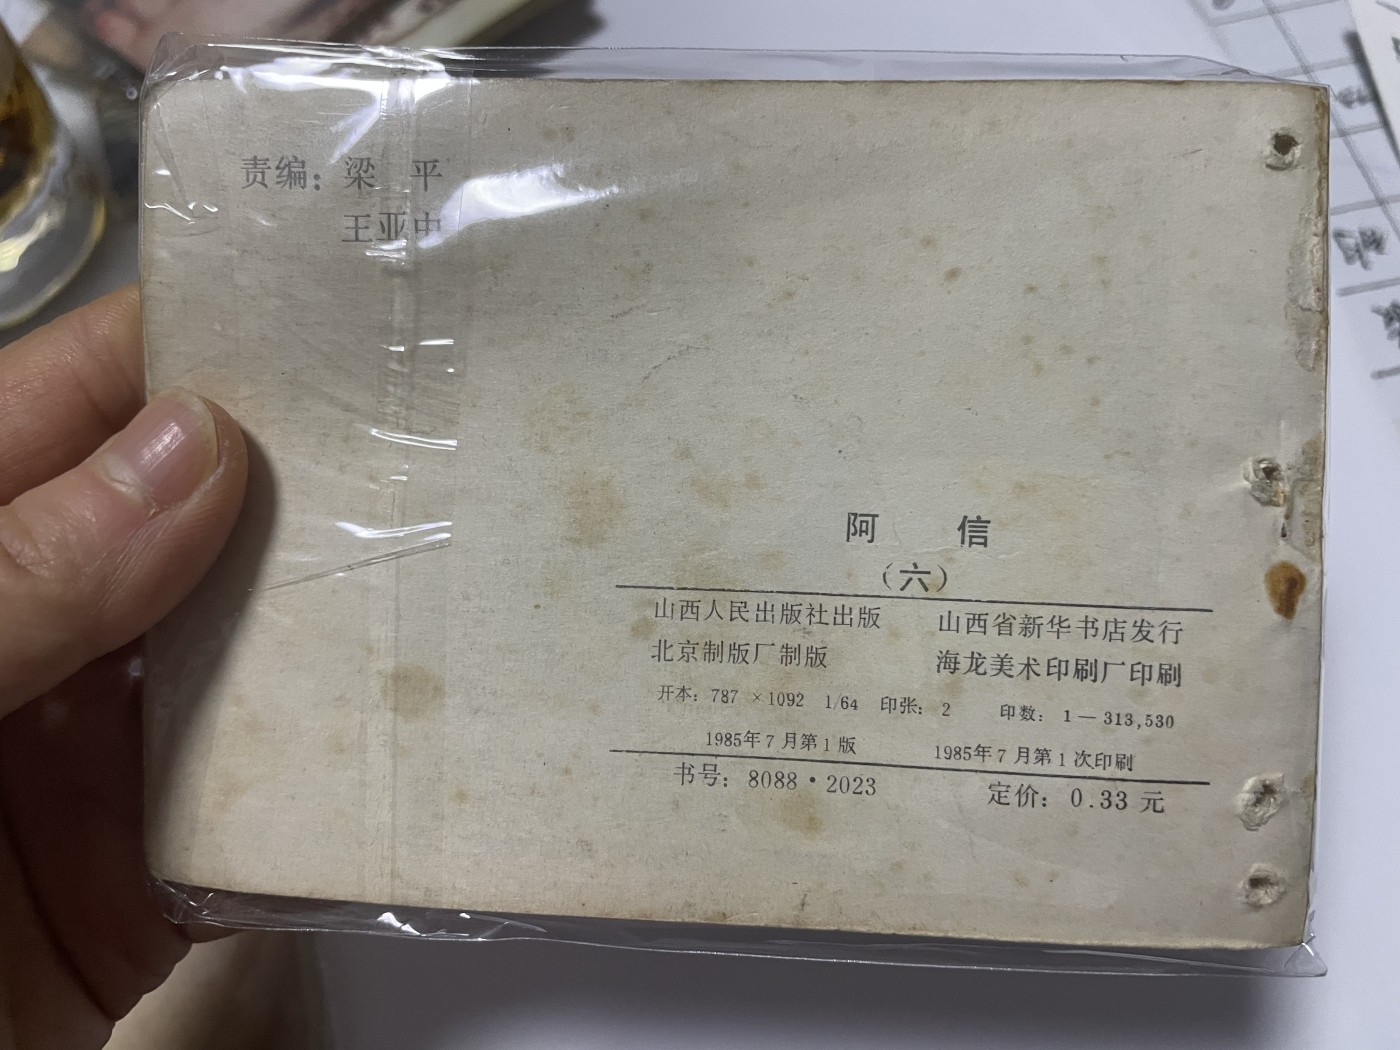 责编：梁　平
王亚中
阿　信
（六）
山西人民出版社出版　山西省新华书店发行
北京制版厂制版　海龙美术印刷厂印刷
开本：787×1092　1/64　印张：2　印数：1—313,530
1985年7月第1版　1985年7月第1次印刷
书号：8088·2023　定价：0.33元